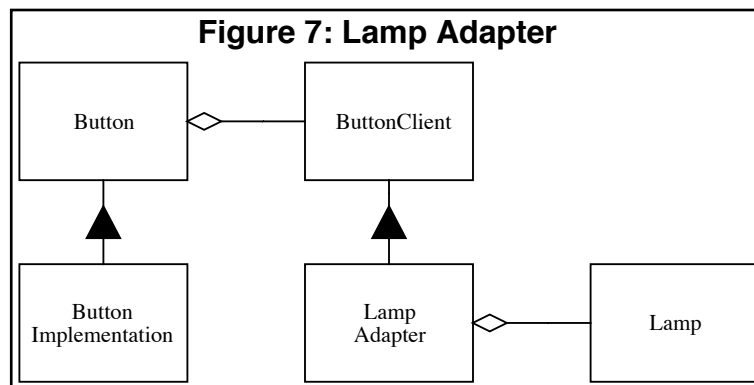 Figure 7: Lamp Adapter
Button
ButtonClient
Button
Implementation
Lamp
Adapter
Lamp